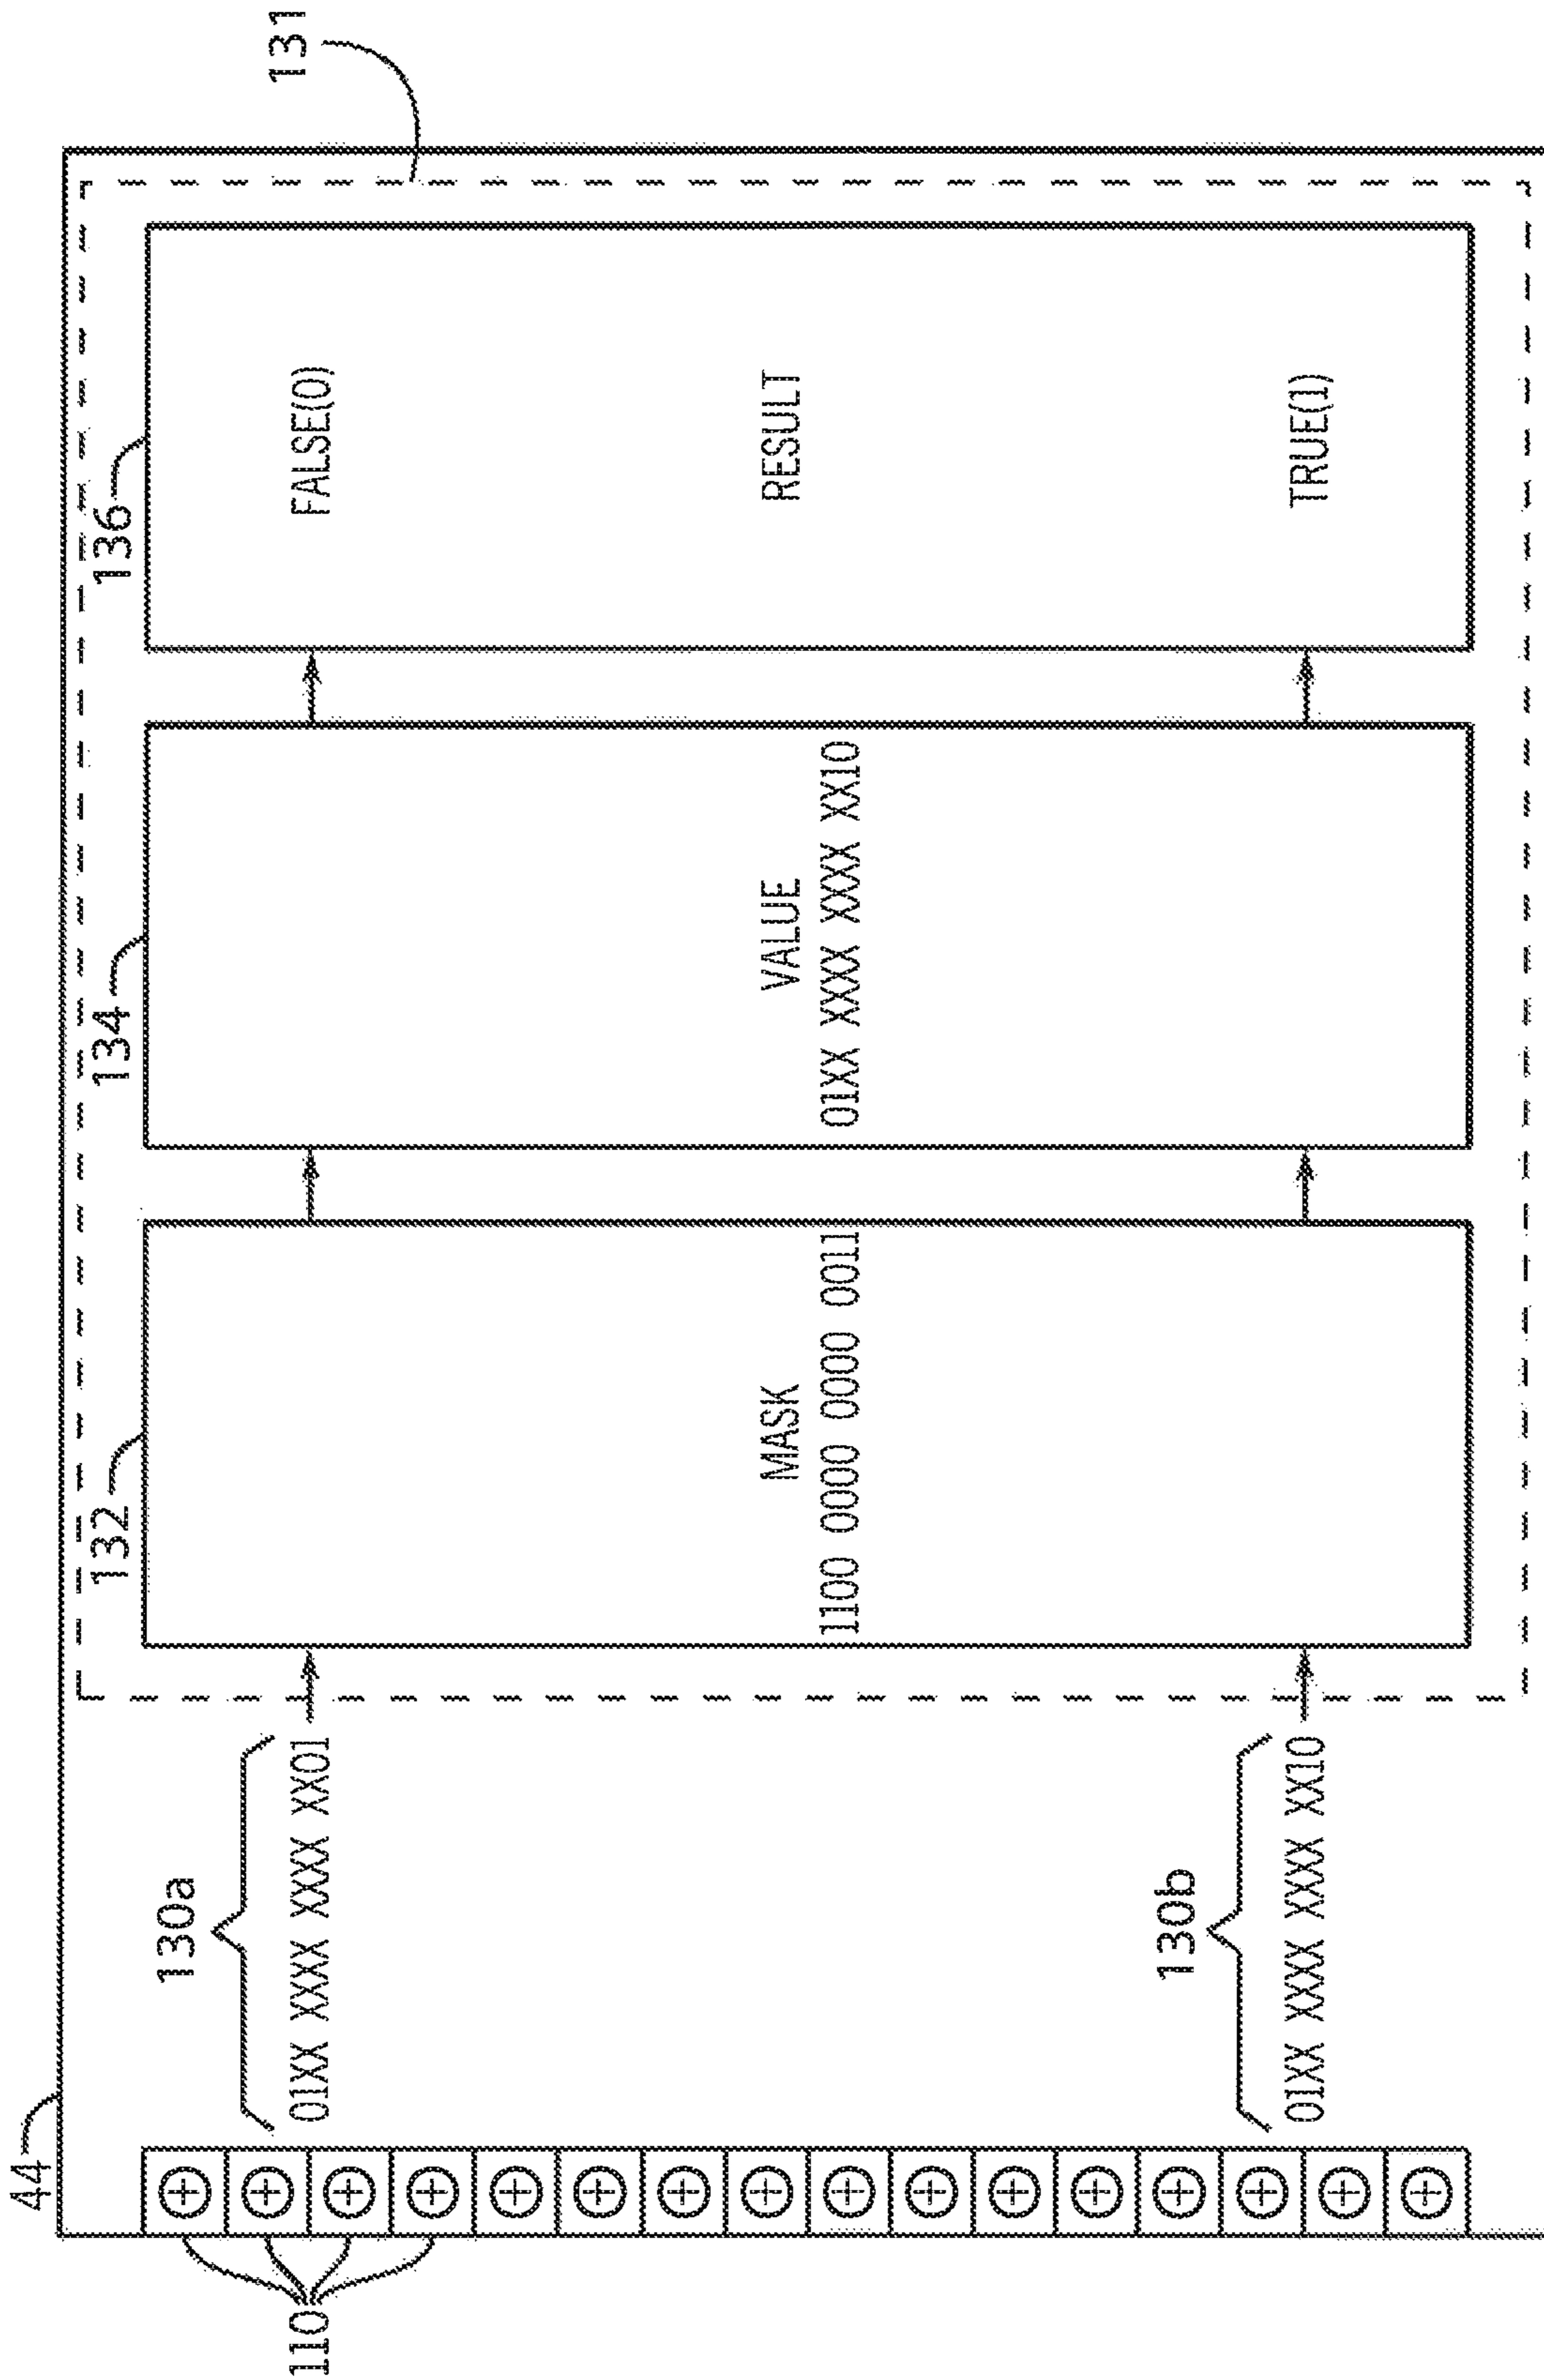 44
131
136
134
132
130a
01XX XXXX XXXX XX01
FALSE(0)
110
MASK
1100 0000 0000 0011
VALUE
01XX XXXX XXXX XX10
RESULT
130b
01XX XXXX XXXX XX10
TRUE(1)